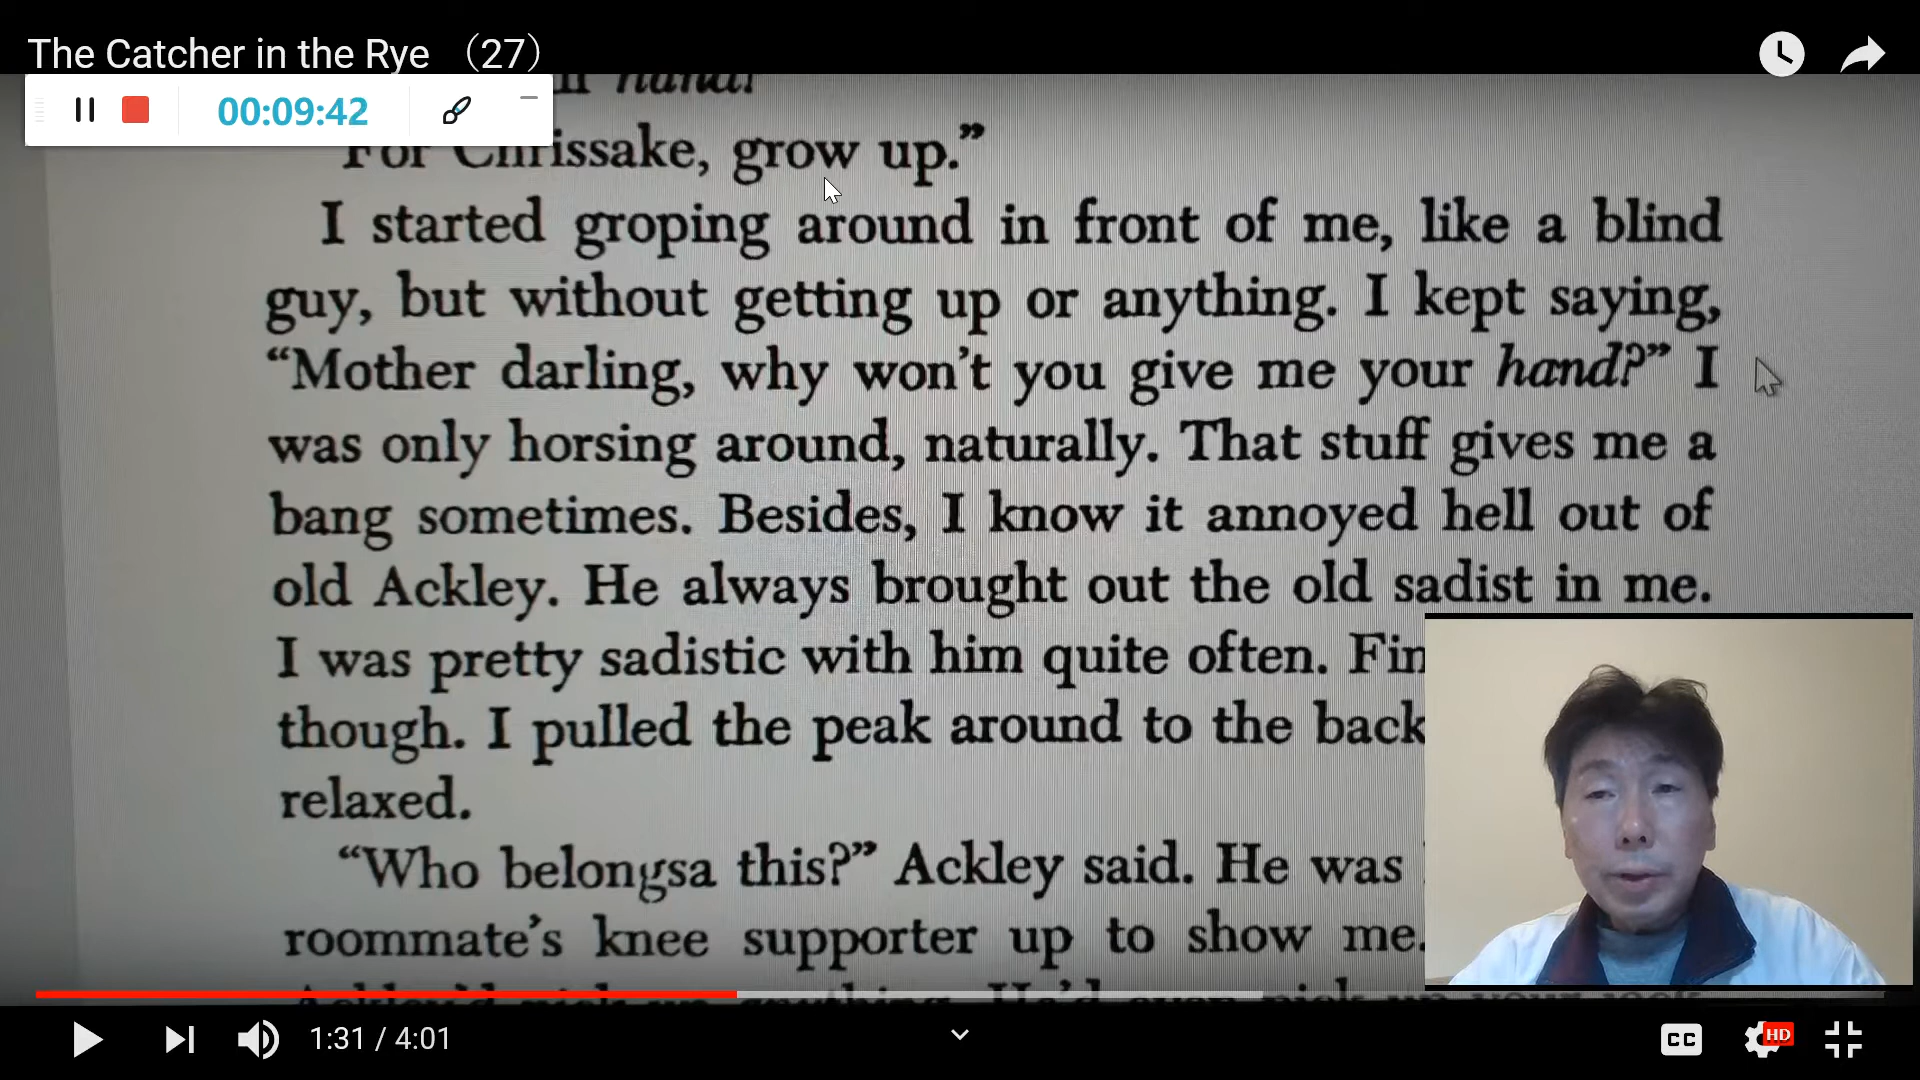 The Catcher in the Rye （27）
00:09:42
hand!
For Chrissake, grow up.”
I started groping around in front of me, like a blind
guy, but without getting up or anything. I kept saying,
“Mother darling, why won’t you give me your hand?” I
was only horsing around, naturally. That stuff gives me a
bang sometimes. Besides, I know it annoyed hell out of
old Ackley. He always brought out the old sadist in me.
I was pretty sadistic with him quite often. Fin
though. I pulled the peak around to the back
relaxed.
“Who belongsa this?” Ackley said. He was
roommate’s knee supporter up to show me.
1:31 / 4:01
CC
HD